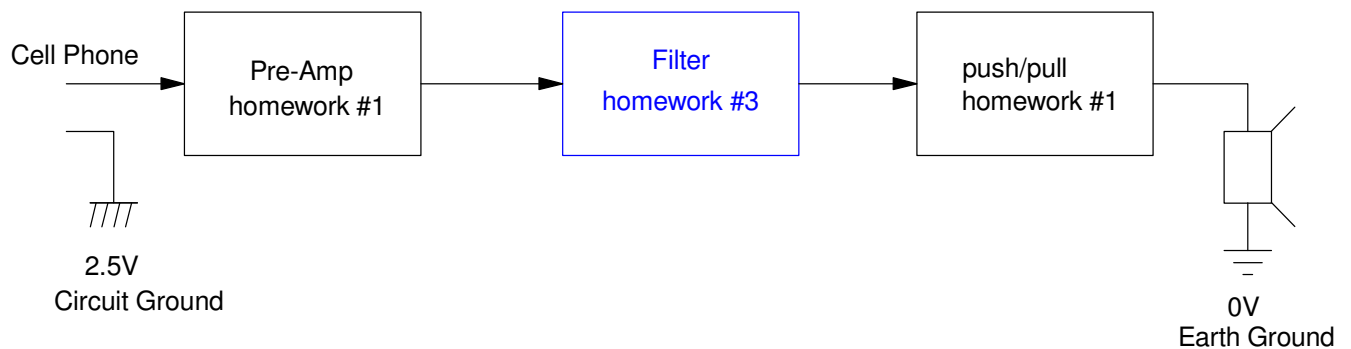 Cell Phone
Pre-Amp
homework #1
Filter
homework #3
push/pull
homework #1
2.5V
Circuit Ground
0V
Earth Ground